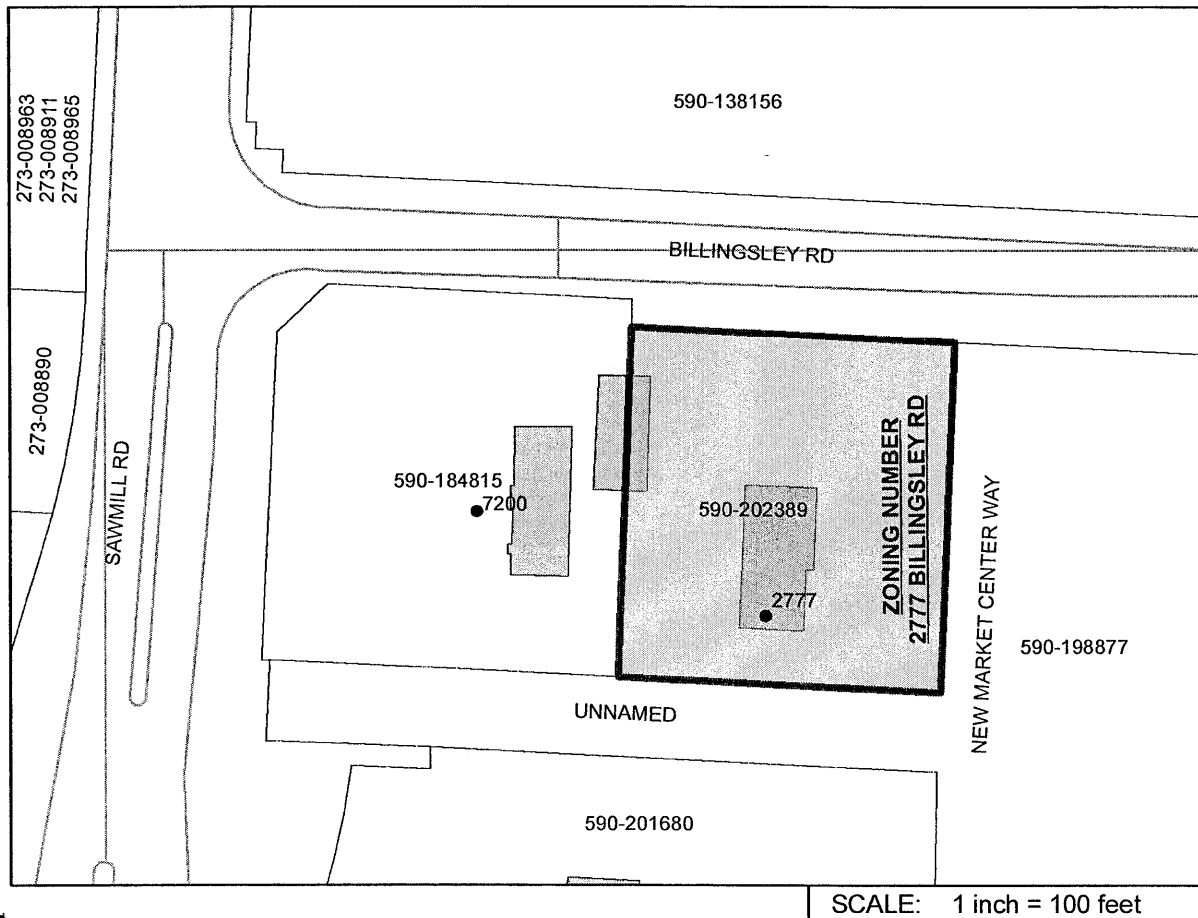 273-008963
273-008911
273-008965
590-138156
BILLINGSLEY RD
273-008890
SAWMILL RD
590-184815
7200
590-202389
2777
ZONING NUMBER
2777 BILLINGSLEY RD
NEW MARKET CENTER WAY
590-198877
UNNAMED
590-201680
SCALE: 1 inch = 100 feet